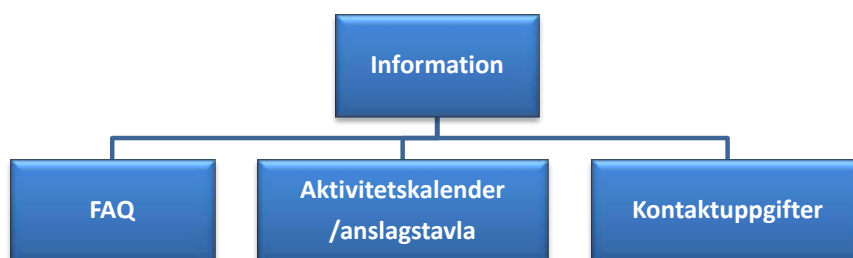 Information
FAQ
Aktivitetskalender
/anslagstavla
Kontaktuppgifter